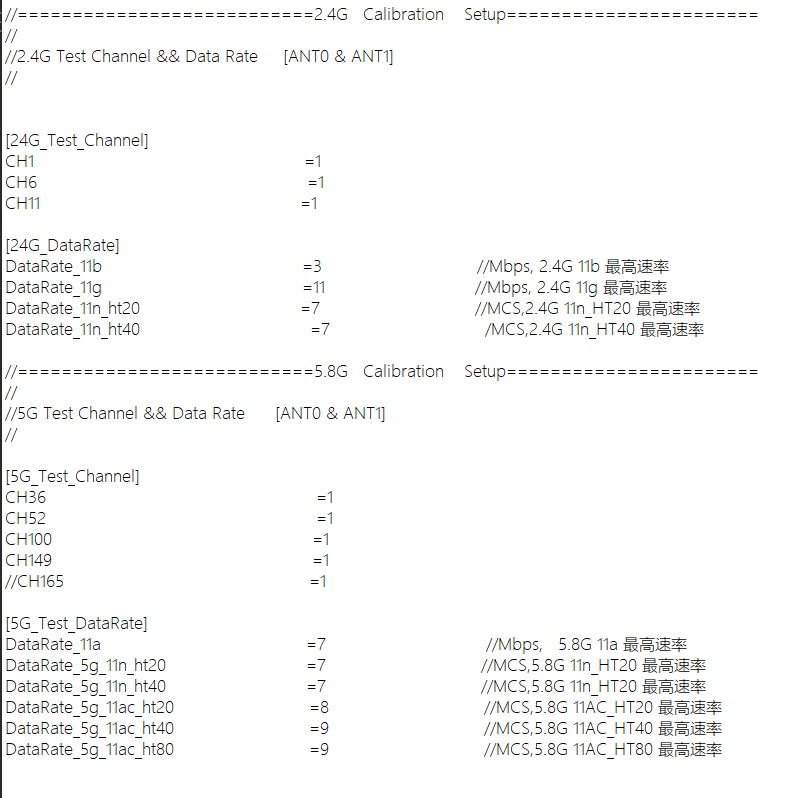 //===========================2.4G Calibration Setup=======================
//
//2.4G Test Channel && Data Rate [ANT0 & ANT1]
//
[24G_Test_Channel]
CH1 =1
CH6 =1
CH11 =1
[24G_DataRate]
DataRate_11b =3 //Mbps, 2.4G 11b 最高速率
DataRate_11g =11 //Mbps, 2.4G 11g 最高速率
DataRate_11n_ht20 =7 //MCS,2.4G 11n_HT20 最高速率
DataRate_11n_ht40 =7 /MCS,2.4G 11n_HT40 最高速率
//===========================5.8G Calibration Setup=======================
//
//5G Test Channel && Data Rate [ANT0 & ANT1]
//
[5G_Test_Channel]
CH36 =1
CH52 =1
CH100 =1
CH149 =1
//CH165 =1
[5G_Test_DataRate]
DataRate_11a =7 //Mbps, 5.8G 11a 最高速率
DataRate_5g_11n_ht20 =7 //MCS,5.8G 11n_HT20 最高速率
DataRate_5g_11n_ht40 =7 //MCS,5.8G 11n_HT20 最高速率
DataRate_5g_11ac_ht20 =8 //MCS,5.8G 11AC_HT20 最高速率
DataRate_5g_11ac_ht40 =9 //MCS,5.8G 11AC_HT40 最高速率
DataRate_5g_11ac_ht80 =9 //MCS,5.8G 11AC_HT80 最高速率